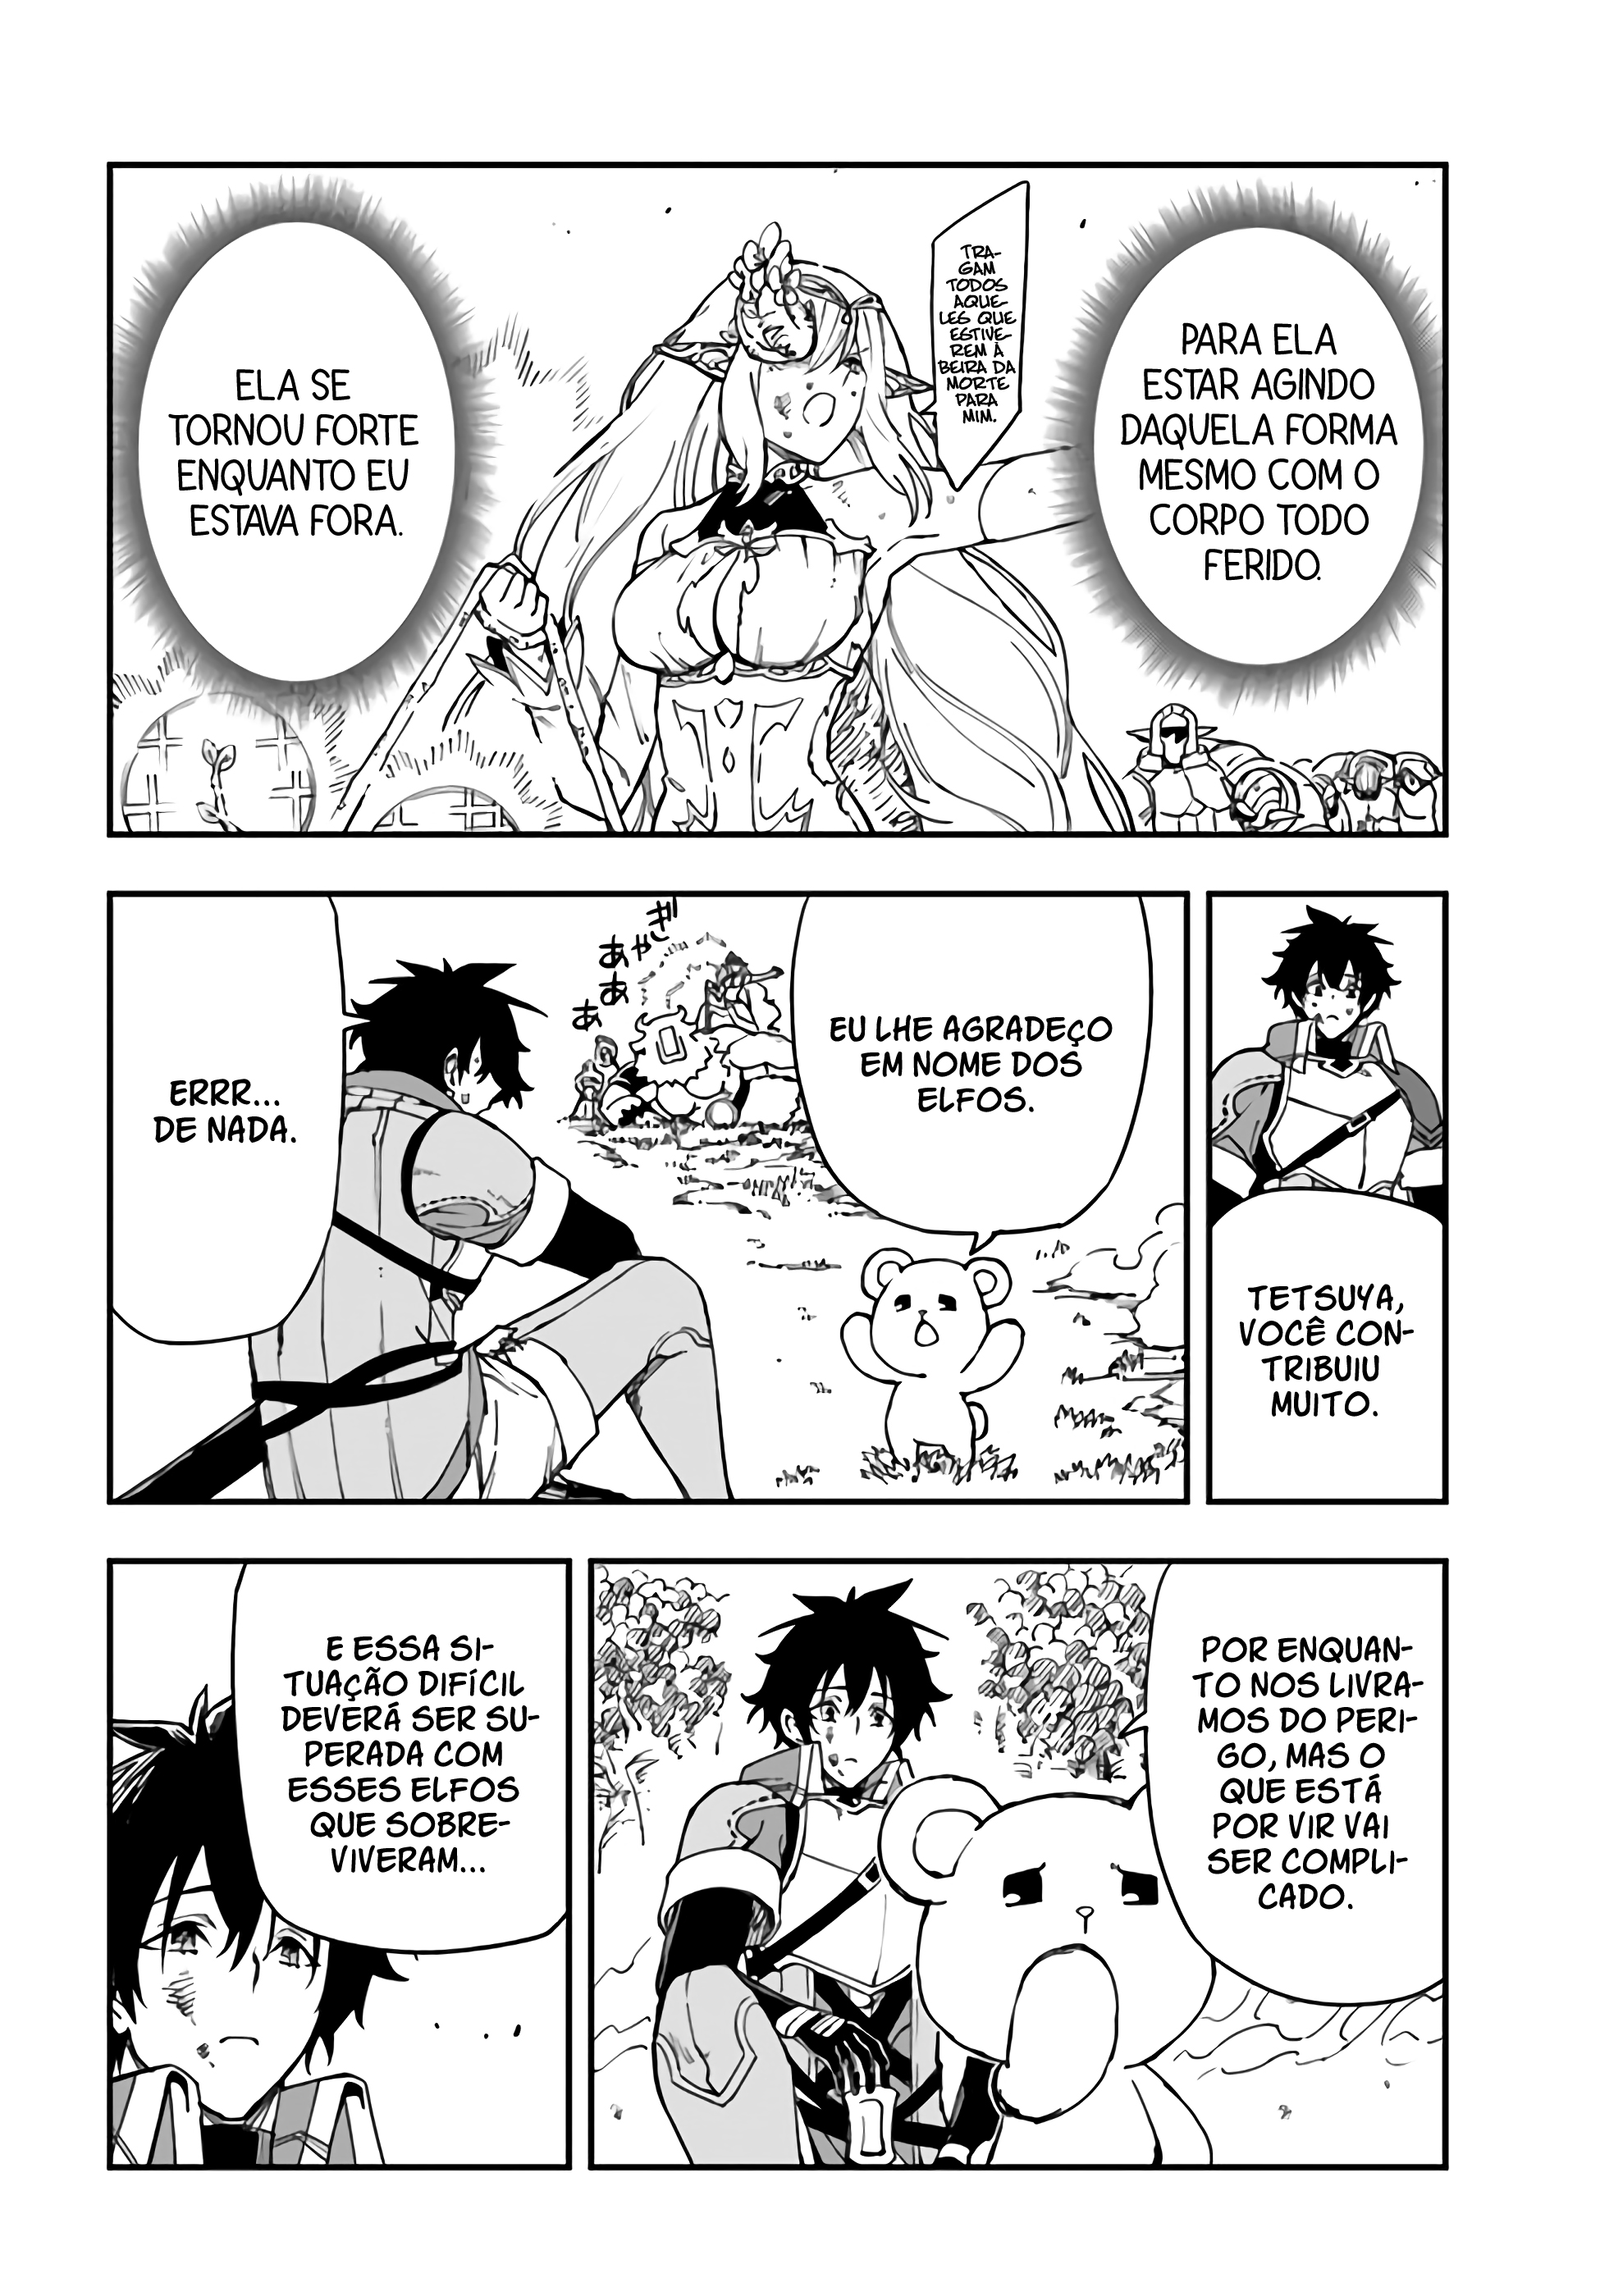 PARA ELA
ESTAR AGINDO
DAQUELA FORMA
MESMO COM O
CORPO TODO
FERIDO.
TRA-
GAM
TODOS
AQUE-
LES QUE
ESTIVE-
REM À
BEIRA DA
MORTE
PARA
MIM.
ELA SE
TORNOU FORTE
ENQUANTO EU
ESTAVA FORA.
TETSUYA,
VOCÊ CON-
TRIBUIU
MUITO.
EU LHE AGRADEÇO
EM NOME DOS
ELFOS.
ぎゃあ
ああ
あ
ERRR...
DE NADA.
POR ENQUAN-
TO NOS LIVRA-
MOS DO PERI-
GO, MAS O
QUE ESTÁ
POR VIR VAI
SER COMPLI-
CADO.
E ESSA SI-
TUAÇÃO DIFÍCIL
DEVERÁ SER SU-
PERADA COM
ESSES ELFOS
QUE SOBRE-
VIVERAM...